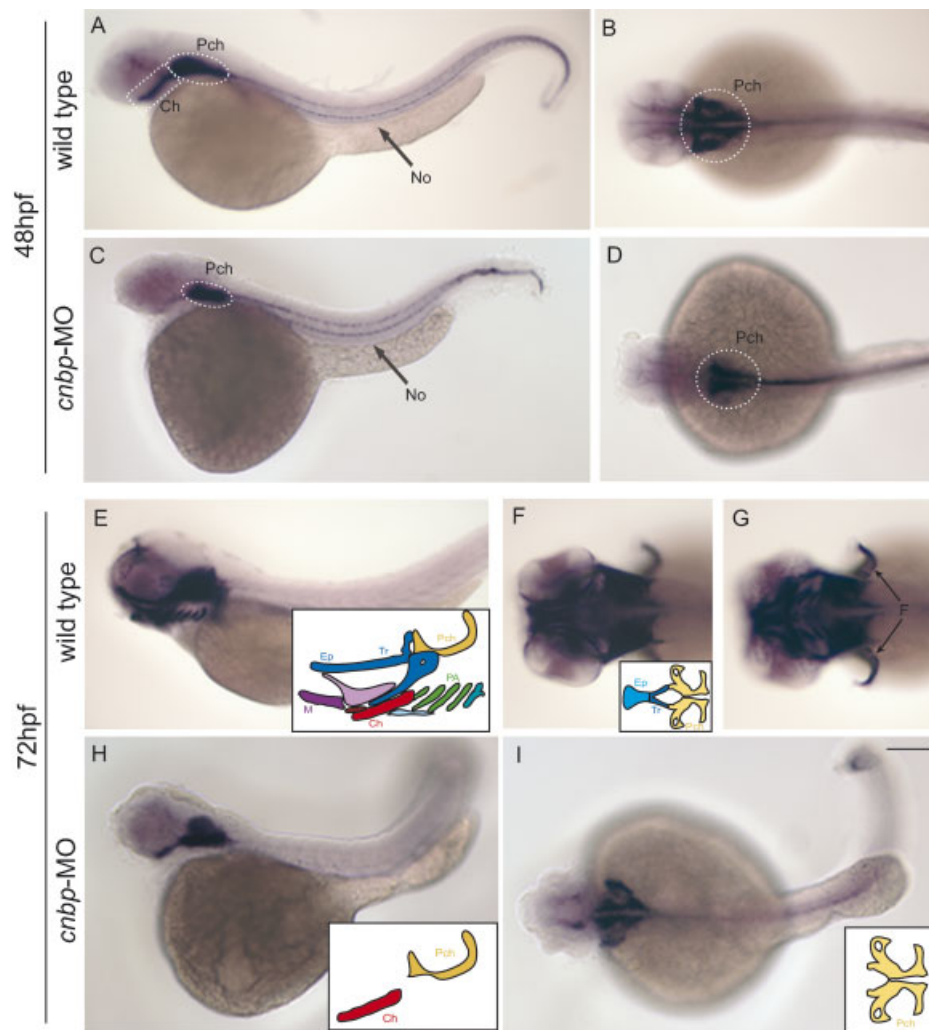 48hpf
wild type
A
Pch
Ch
No
B
Pch
cnbp-MO
C
Pch
No
D
Pch
72hpf
wild type
E
Ep
Tr
Pch
M
Ch
PA
F
Ep
Tr
Pch
G
F
cnbp-MO
H
Pch
Ch
I
Pch